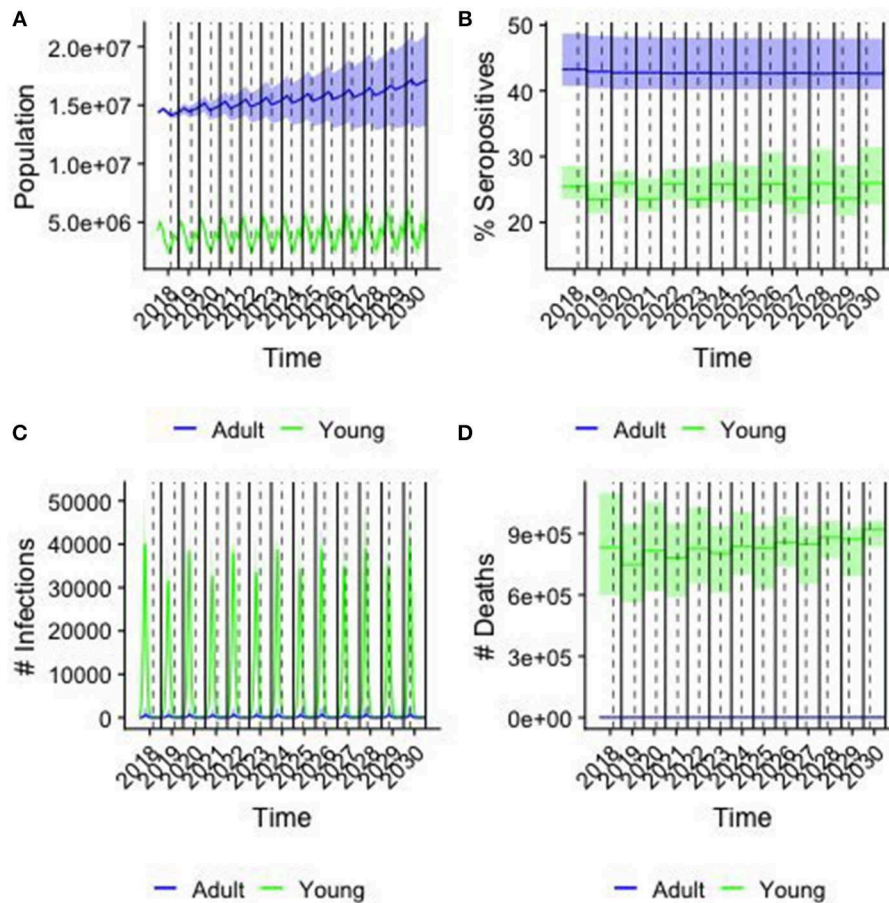 A
Population
2.0e+07
1.5e+07
1.0e+07
5.0e+06
2018
2019
2020
2021
2022
2023
2024
2025
2026
2027
2028
2029
2030
Time
Adult Young
B
% Seropositives
50
40
30
20
2018
2019
2020
2021
2022
2023
2024
2025
2026
2027
2028
2029
2030
Time
Adult Young
C
# Infections
50000
40000
30000
20000
10000
0
2018
2019
2020
2021
2022
2023
2024
2025
2026
2027
2028
2029
2030
Time
Adult Young
D
# Deaths
9e+05
6e+05
3e+05
0e+00
2018
2019
2020
2021
2022
2023
2024
2025
2026
2027
2028
2029
2030
Time
Adult Young